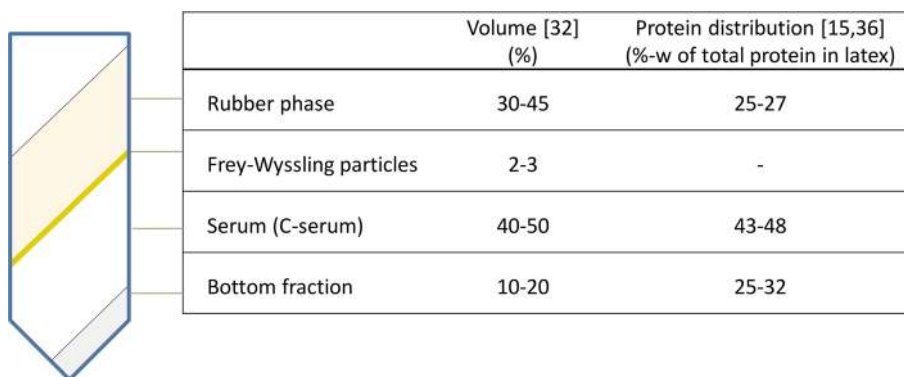 Volume [32] Protein distribution [15,36]
(%) (%-w of total protein in latex)
Rubber phase 30-45 25-27
Frey-Wyssling particles 2-3 -
Serum (C-serum) 40-50 43-48
Bottom fraction 10-20 25-32